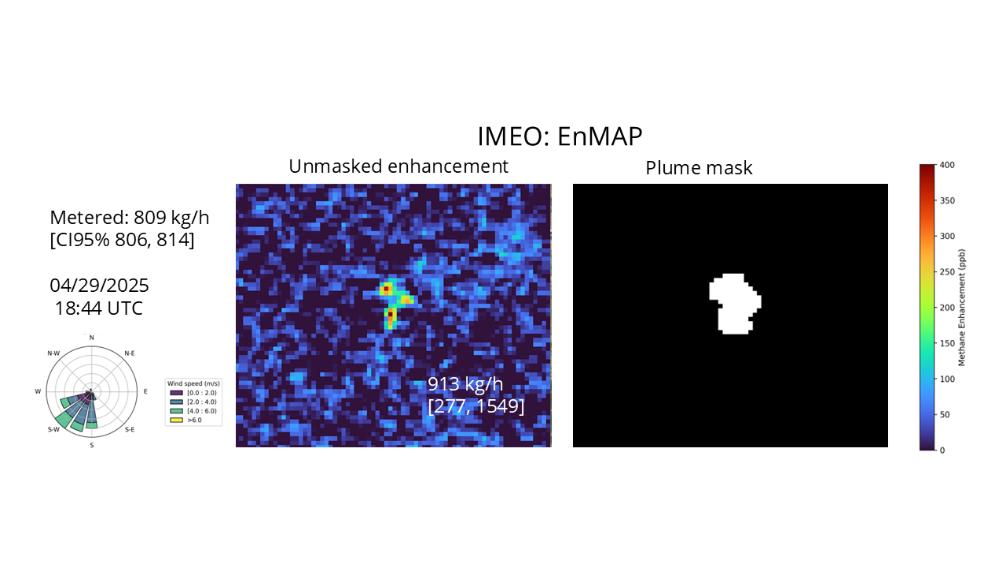 IMEO: EnMAP
Unmasked enhancement
Plume mask
Metered: 809 kg/h
[CI95% 806, 814]
04/29/2025
18:44 UTC
N
N-W
N-E
W
E
S-W
S-E
S
Wind speed (m/s)
[0.0 : 2.0)
[2.0 : 4.0)
[4.0 : 6.0)
>6.0
913 kg/h
[277, 1549]
400
350
300
250
200
150
100
50
0
Methane Enhancement (ppb)